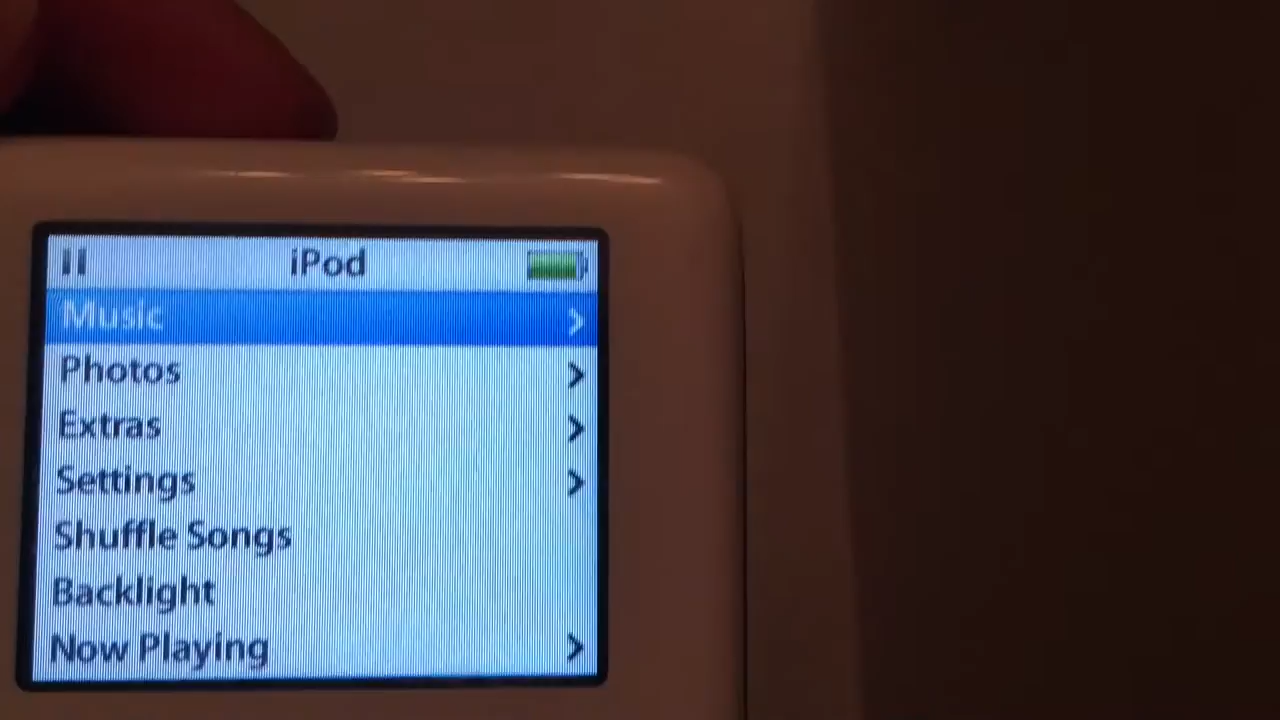 iPod
Music
Photos
Extras
Settings
Shuffle Songs
Backlight
Now Playing